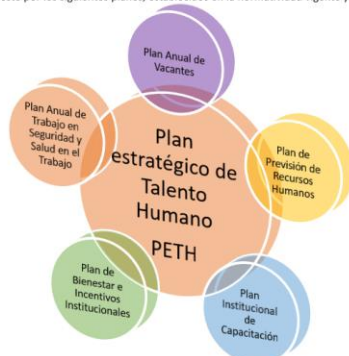 Plan Anual de
Vacantes
Plan Anual de
Trabajo en
Seguridad y
Salud en el
Trabajo
Plan
estratégico de
Talento
Humano
PETH
Plan de
Previsión de
Recursos
Humanos
Plan de
Bienestar e
Incentivos
Institucionales
Plan
Institucional
de
Capacitación